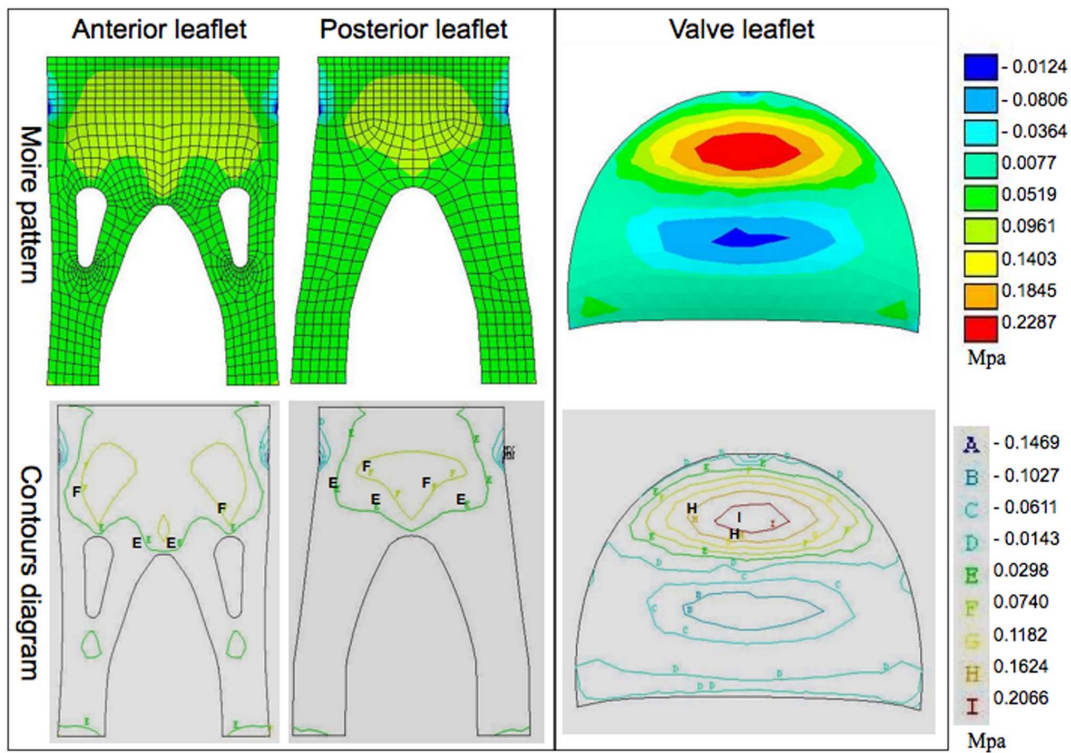 Anterior leaflet Posterior leaflet Valve leaflet
Moire pattern
- 0.0124
- 0.0806
- 0.0364
0.0077
0.0519
0.0961
0.1403
0.1845
0.2287
Mpa
Contours diagram
F F E E
F E E F F E
H I H
D D D E E D D
C C B B C C
D D D D D D
A - 0.1469
B - 0.1027
C - 0.0611
D - 0.0143
E 0.0298
F 0.0740
G 0.1182
H 0.1624
I 0.2066
Mpa